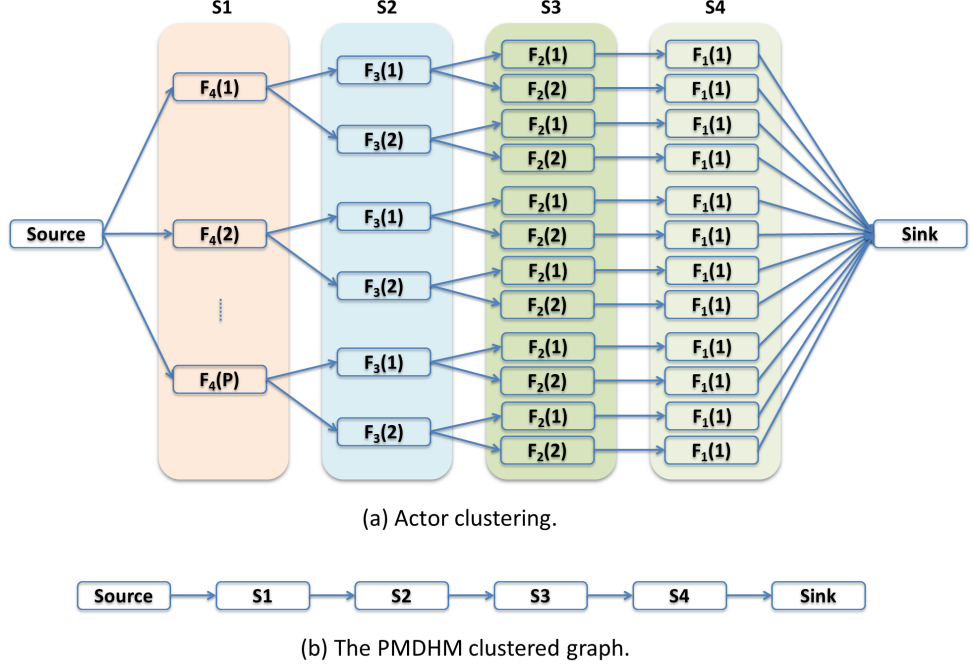 S1 S2 S3 S4
F₂(1) F₁(1)
F₄(1) F₃(1) F₂(2) F₁(1)
F₂(1) F₁(1)
F₃(2) F₂(2) F₁(1)
F₂(1) F₁(1)
Source F₄(2) F₃(1) F₂(2) F₁(1) Sink
F₂(1) F₁(1)
F₃(2) F₂(2) F₁(1)
F₂(1) F₁(1)
F₄(P) F₃(1) F₂(2) F₁(1)
F₂(1) F₁(1)
F₃(2) F₂(2) F₁(1)
(a) Actor clustering.
Source S1 S2 S3 S4 Sink
(b) The PMDHM clustered graph.